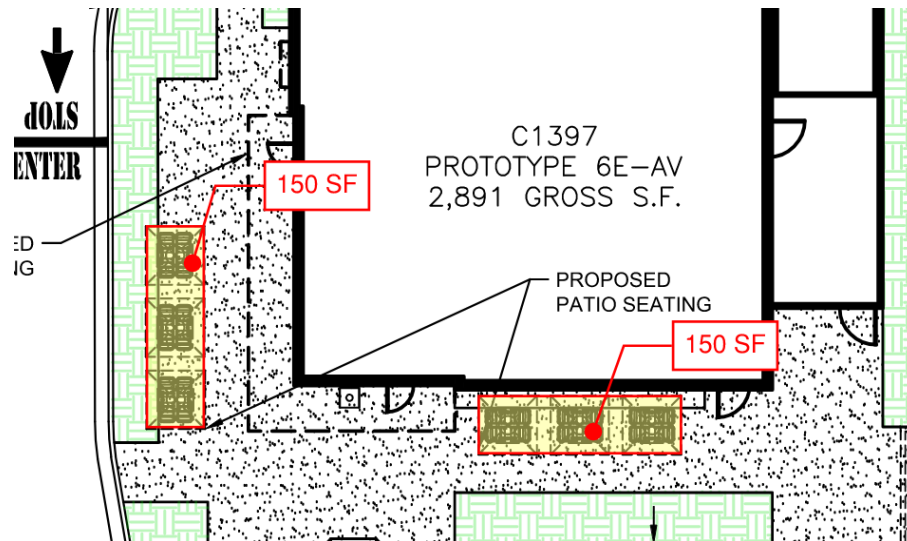 STOP
ENTER
150 SF
C1397
PROTOTYPE 6E-AV
2,891 GROSS S.F.
PROPOSED
PATIO SEATING
150 SF